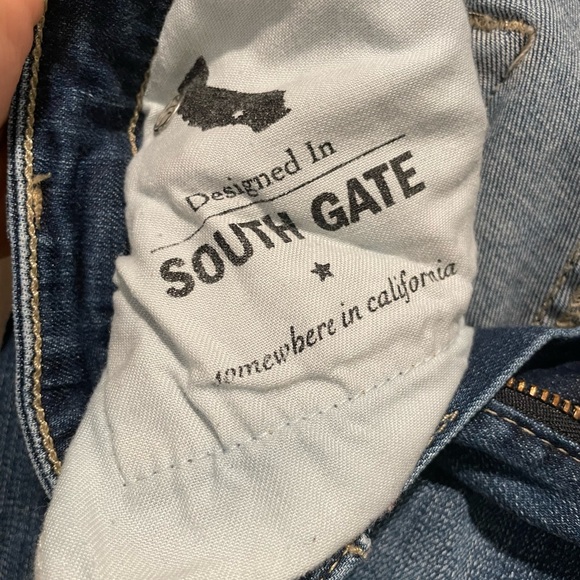 Designed In
SOUTH GATE
somewhere in california